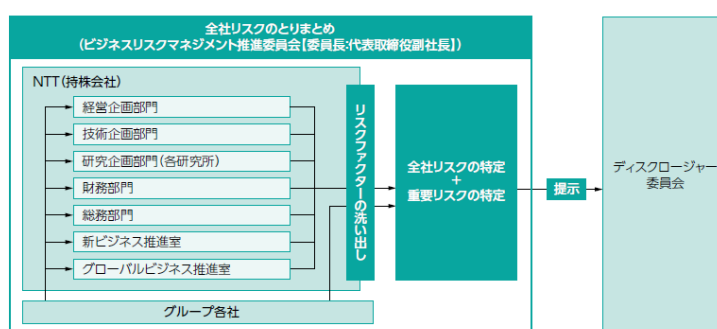 全社リスクのとりまとめ
(ビジネスリスクマネジメント推進委員会【委員長:代表取締役副社長】)
NTT(持株会社)
経営企画部門
技術企画部門
研究企画部門(各研究所)
財務部門
総務部門
新ビジネス推進室
グローバルビジネス推進室
グループ各社
リスクファクターの洗い出し
全社リスクの特定
+
重要リスクの特定
提示
ディスクロージャー
委員会